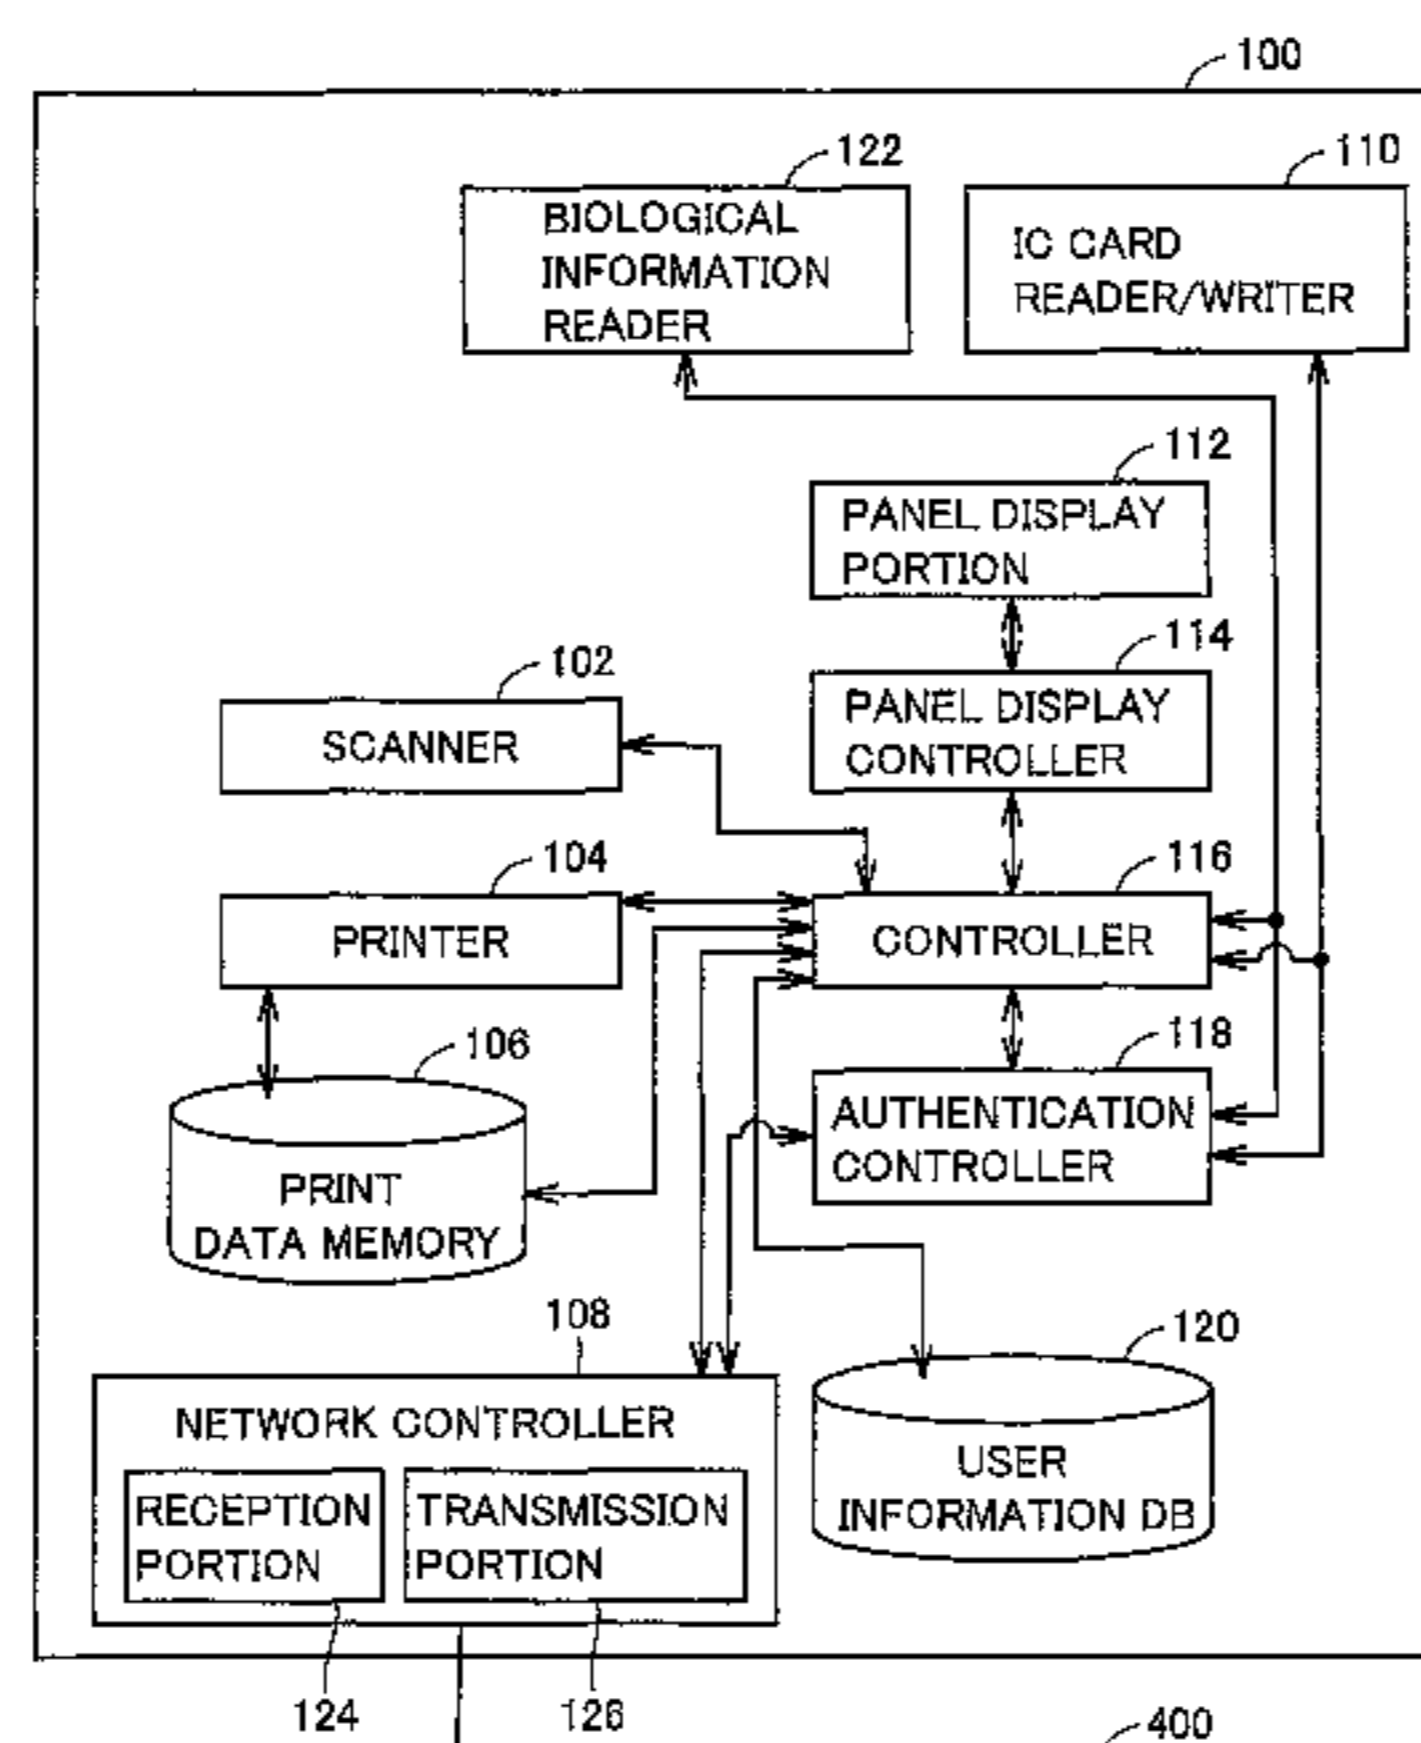 100
122
110
BIOLOGICAL
INFORMATION
READER
IC CARD
READER/WRITER
112
PANEL DISPLAY
PORTION
114
102
PANEL DISPLAY
CONTROLLER
SCANNER
104
116
PRINTER
CONTROLLER
106
118
AUTHENTICATION
CONTROLLER
PRINT
DATA MEMORY
108
120
NETWORK CONTROLLER
USER
INFORMATION DB
RECEPTION
PORTION
TRANSMISSION
PORTION
124
126
400